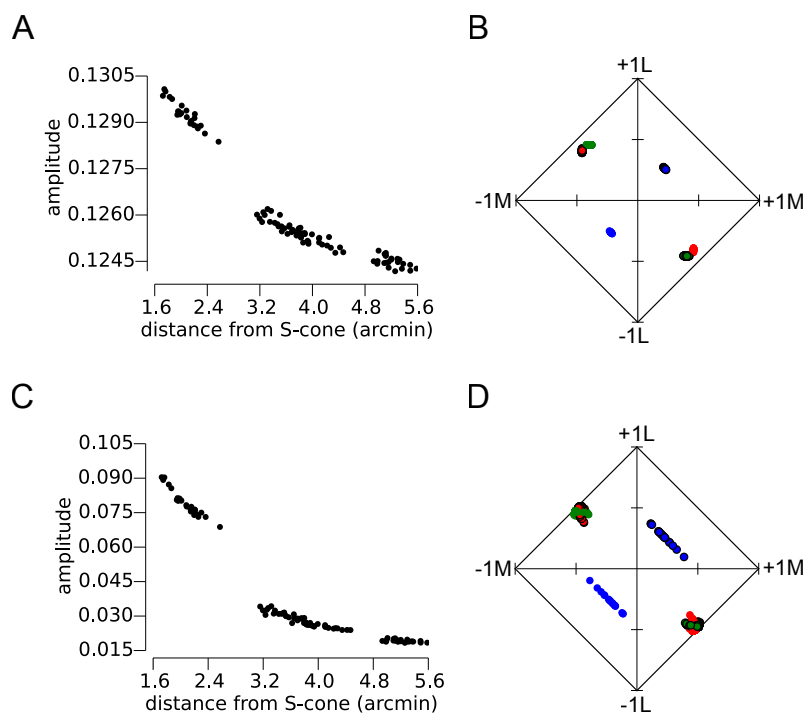 A
amplitude
0.1305
0.1290
0.1275
0.1260
0.1245
1.6 2.4 3.2 4.0 4.8 5.6
distance from S-cone (arcmin)
B
+1L
-1M
+1M
-1L
C
amplitude
0.105
0.090
0.075
0.060
0.045
0.030
0.015
1.6 2.4 3.2 4.0 4.8 5.6
distance from S-cone (arcmin)
D
+1L
-1M
+1M
-1L